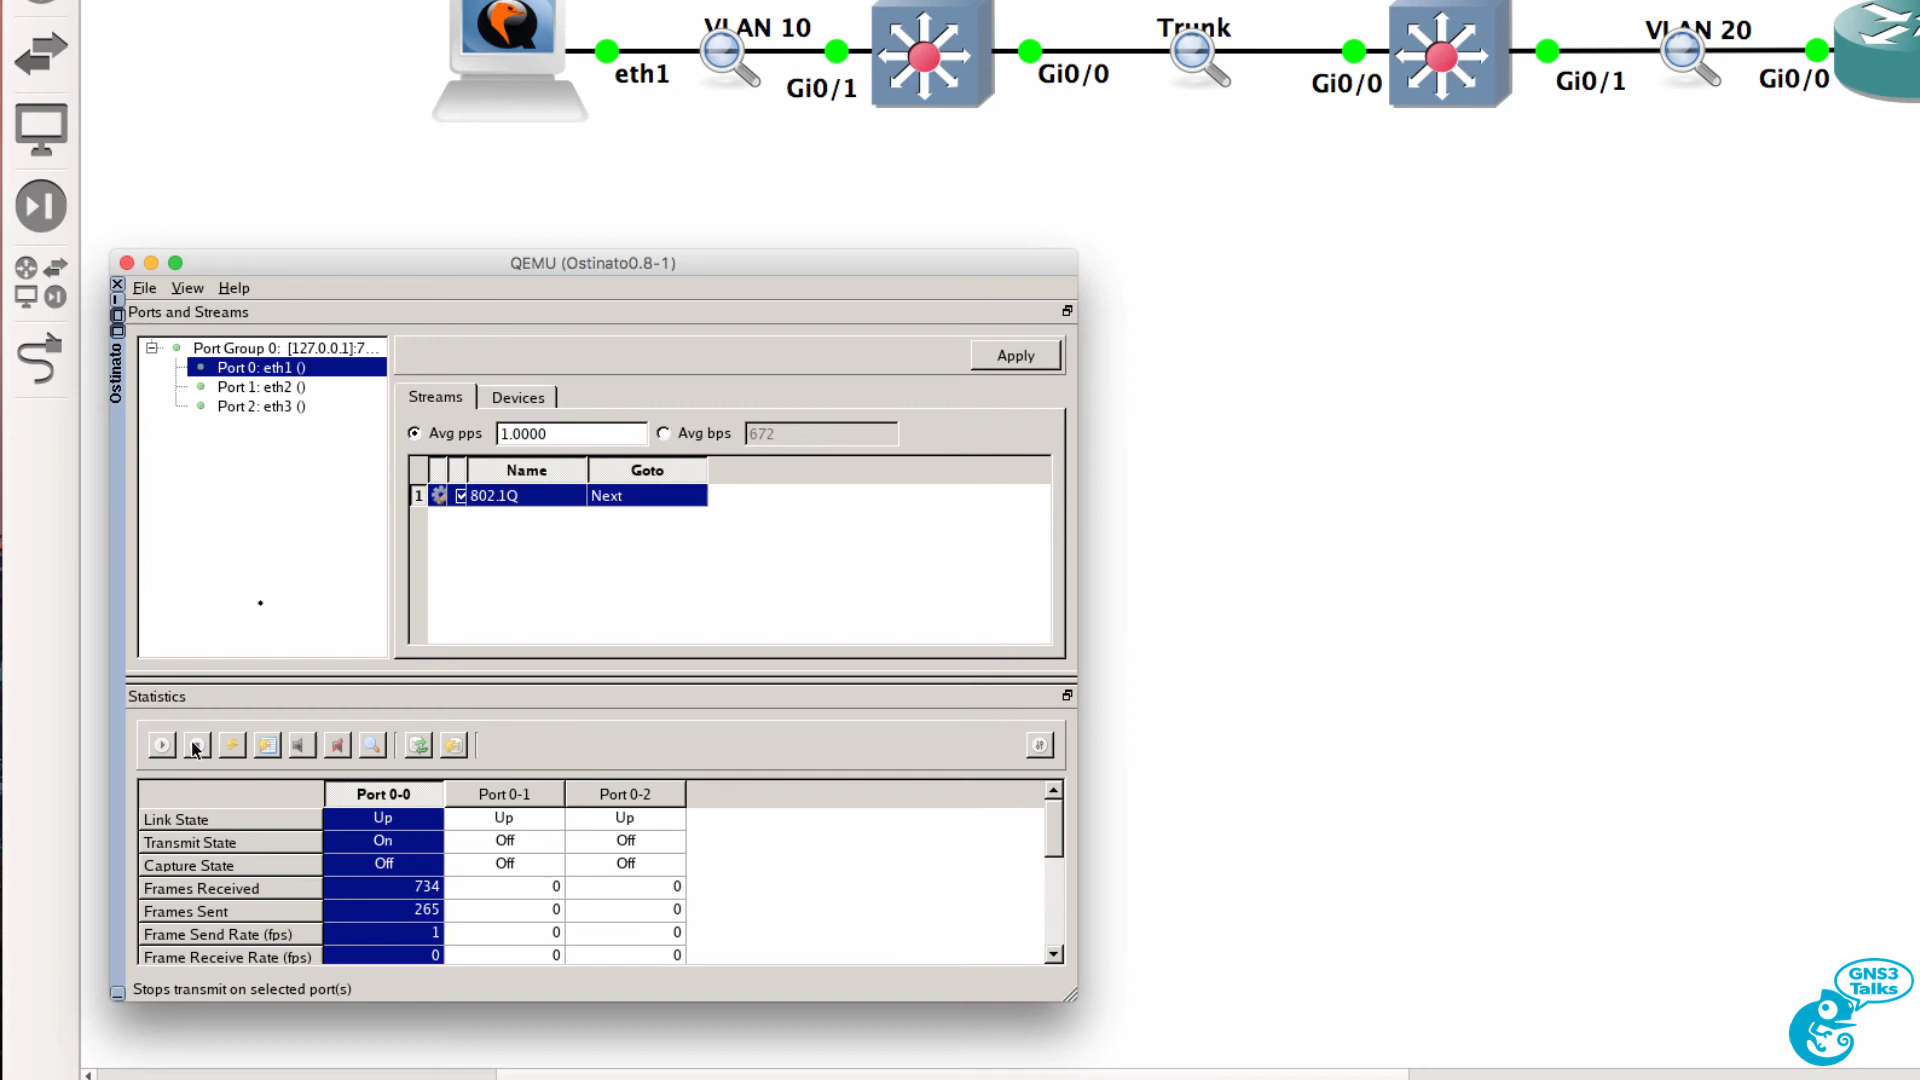 VLAN 10
Trunk
VLAN 20
eth1
Gi0/1
Gi0/0
Gi0/0
Gi0/1
Gi0/0
QEMU (Ostinato0.8-1)
File View Help
Ports and Streams
Ostinato
Port Group 0: [127.0.0.1]:7...
Port 0: eth1 ()
Port 1: eth2 ()
Port 2: eth3 ()
Apply
Streams Devices
Avg pps 1.0000 Avg bps 672
Name Goto
1 802.1Q Next
Statistics
Port 0-0 Port 0-1 Port 0-2
Link State Up Up Up
Transmit State On Off Off
Capture State Off Off Off
Frames Received 734 0 0
Frames Sent 265 0 0
Frame Send Rate (fps) 1 0 0
Frame Receive Rate (fps) 0 0 0
Stops transmit on selected port(s)
GNS3
Talks